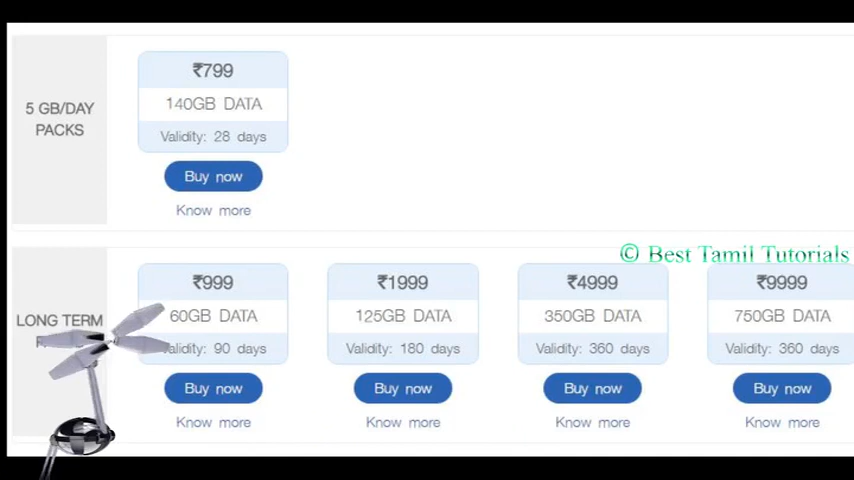 5 GB/DAY
PACKS
₹799
140GB DATA
Validity: 28 days
Buy now
Know more
© Best Tamil Tutorials
LONG TERM
₹999
60GB DATA
90 days
Buy now
Know more
₹1999
125GB DATA
Validity: 180 days
Buy now
Know more
₹4999
350GB DATA
Validity: 360 days
Buy now
Know more
₹9999
750GB DATA
Validity: 360 days
Buy now
Know more